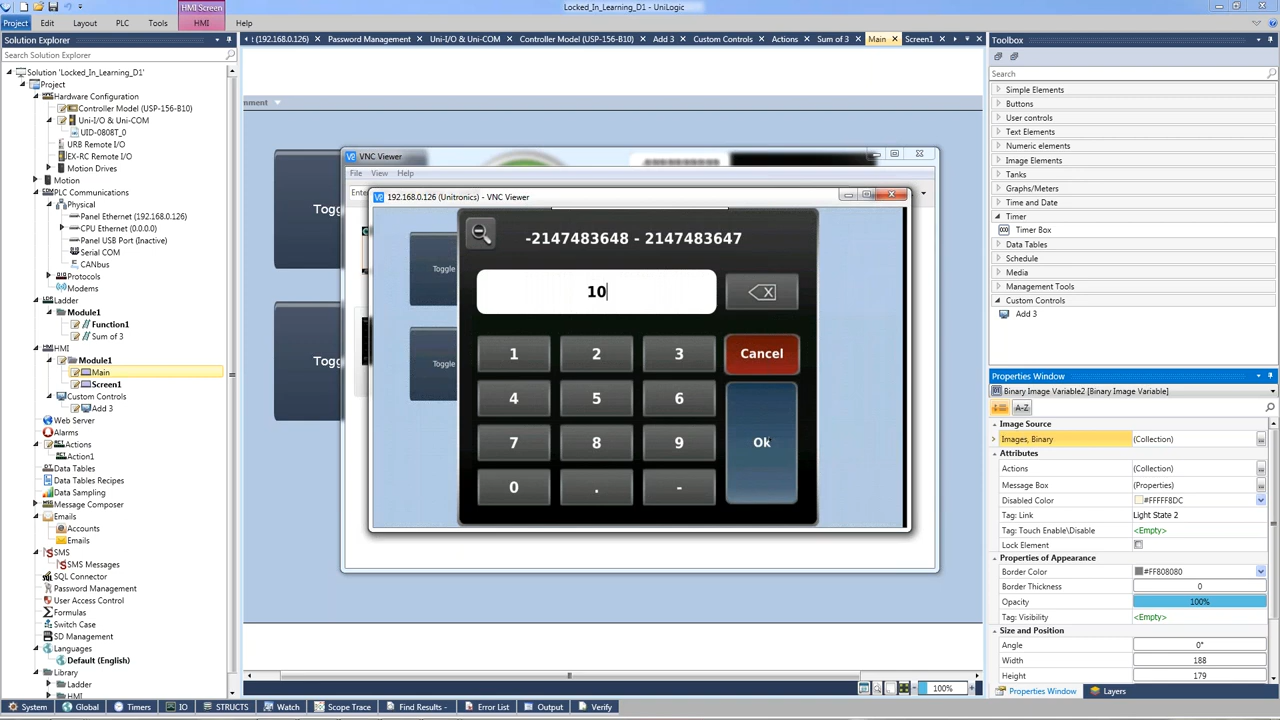 HMI Screen
Locked_In_Learning_D1* - UniLogic
Project
Edit
Layout
PLC
Tools
HMI
Help
Solution Explorer
Search Solution Explorer
Solution 'Locked_In_Learning_D1'
Project
Hardware Configuration
Controller Model (USP-156-B10)
Uni-I/O & Uni-COM
UID-0808T_0
URB Remote I/O
EX-RC Remote I/O
Motion Drives
Motion
PLC Communications
Physical
Panel Ethernet (192.168.0.126)
CPU Ethernet (0.0.0.0)
Panel USB Port (Inactive)
Serial COM
CANbus
Protocols
Modems
Ladder
Module1
Function1
Sum of 3
HMI
Module1
Main
Screen1
Custom Controls
Add 3
Web Server
Alarms
Actions
Action1
Data Tables
Data Tables Recipes
Data Sampling
Message Composer
Emails
Accounts
Emails
SMS
SMS Messages
SQL Connector
Password Management
User Access Control
Formulas
Switch Case
SD Management
Languages
Default (English)
Library
Ladder
HMI
t (192.168.0.126)
Password Management
Uni-I/O & Uni-COM
Controller Model (USP-156-B10)
Add 3
Custom Controls
Actions
Sum of 3
Main
Screen1
nment
Togg
Togg
VNC Viewer
File
View
Help
Ente
192.168.0.126 (Unitronics) - VNC Viewer
Toggle
Toggle
-2147483648 - 2147483647
10
1
2
3
Cancel
4
5
6
7
8
9
Ok
0
.
-
100%
Toolbox
Search
Simple Elements
Buttons
User controls
Text Elements
Numeric elements
Image Elements
Tanks
Graphs/Meters
Time and Date
Timer
Timer Box
Data Tables
Schedule
Media
Management Tools
Custom Controls
Add 3
Properties Window
Binary Image Variable2 [Binary Image Variable]
A-Z
Image Source
Images, Binary (Collection)
Attributes
Actions (Collection)
Message Box (Properties)
Disabled Color #FFFFF8DC
Tag: Link Light State 2
Tag: Touch Enable\Disable <Empty>
Lock Element
Properties of Appearance
Border Color #FF808080
Border Thickness 0
Opacity 100%
Tag: Visibility <Empty>
Size and Position
Angle 0°
Width 188
Height 179
Properties Window
Layers
System
Global
Timers
IO
STRUCTS
Watch
Scope Trace
Find Results -
Error List
Output
Verify